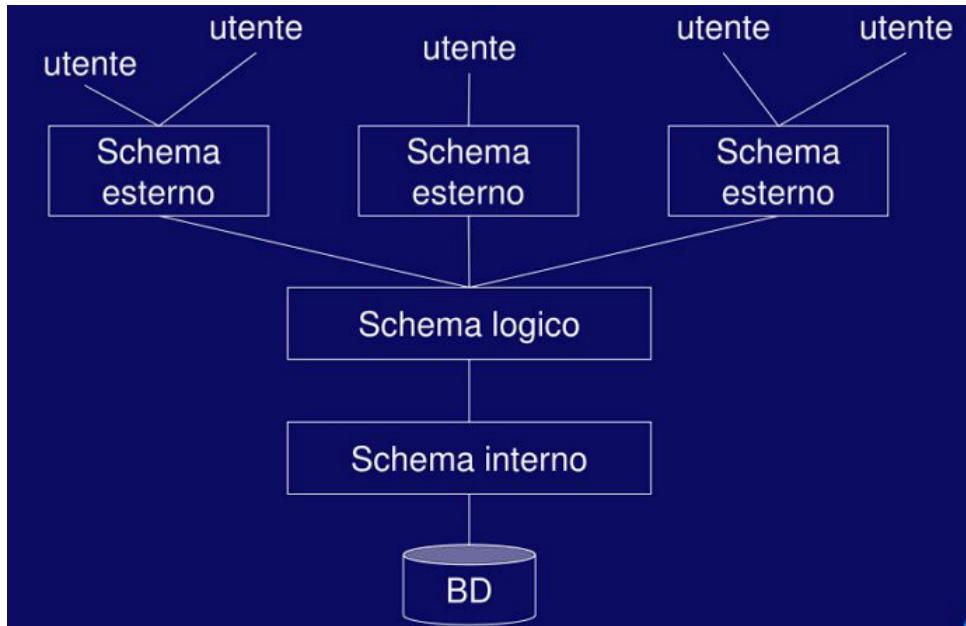 utente
utente
utente
utente
utente
Schema
esterno
Schema
esterno
Schema
esterno
Schema logico
Schema interno
BD